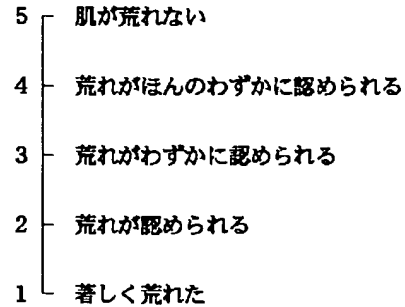 5 肌が荒れない
4 荒れがほんのわずかに認められる
3 荒れがわずかに認められる
2 荒れが認められる
1 著しく荒れた